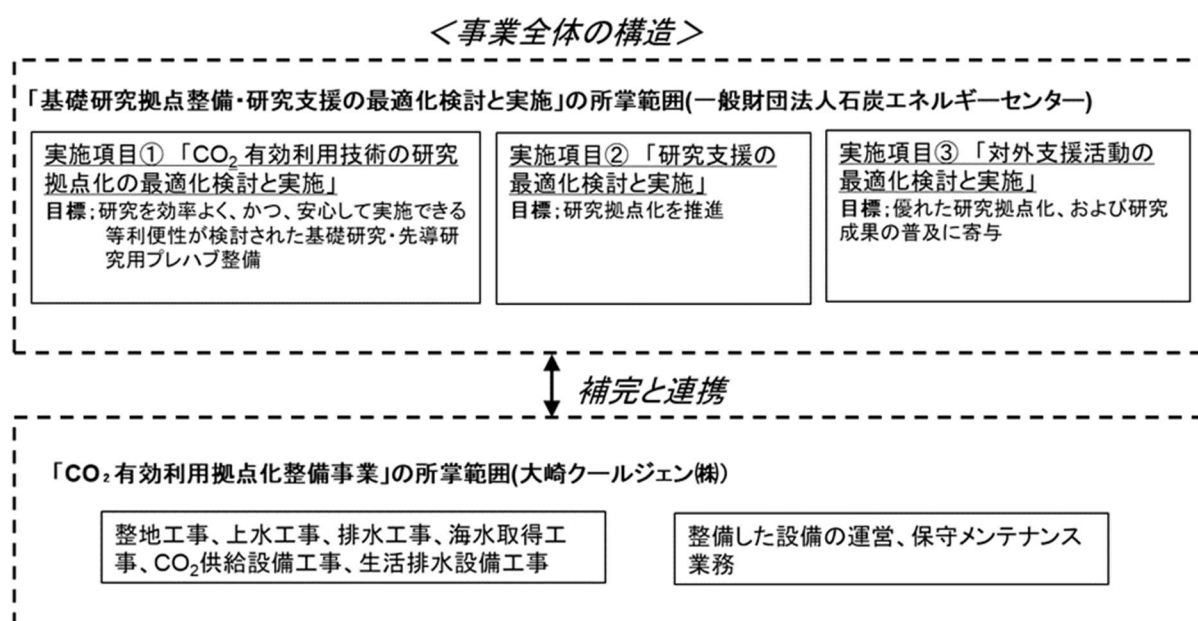 ＜事業全体の構造＞
「基礎研究拠点整備・研究支援の最適化検討と実施」の所掌範囲(一般財団法人石炭エネルギーセンター)
実施項目①「CO₂有効利用技術の研究
拠点化の最適化検討と実施」
目標；研究を効率よく、かつ、安心して実施できる
等利便性が検討された基礎研究・先導研
究用プレハブ整備
実施項目②「研究支援の
最適化検討と実施」
目標；研究拠点化を推進
実施項目③「対外支援活動の
最適化検討と実施」
目標；優れた研究拠点化、および研究
成果の普及に寄与
補完と連携
「CO₂有効利用拠点化整備事業」の所掌範囲(大崎クールジェン㈱)
整地工事、上水工事、排水工事、海水取得工
事、CO₂供給設備工事、生活排水設備工事
整備した設備の運営、保守メンテナンス
業務